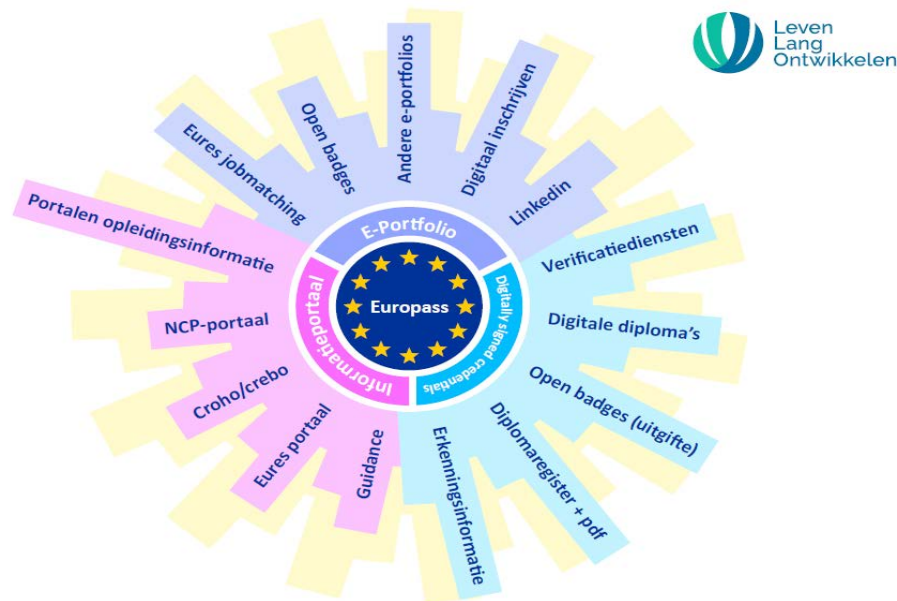 Leven
Lang
Ontwikkelen
Portalen opleidingsinformatie
Eures jobmatching
Open badges
Andere e-portfolios
Digitaal inschrijven
Linkedin
Verificatiediensten
Digitale diploma's
Open badges (uitgifte)
Diplomaregister + pdf
Erkenningsinformatie
Guidance
Eures portaal
Croho/crebo
NCP-portaal
E-Portfolio
Digitally signed credentials
Informatieportaal
Europass